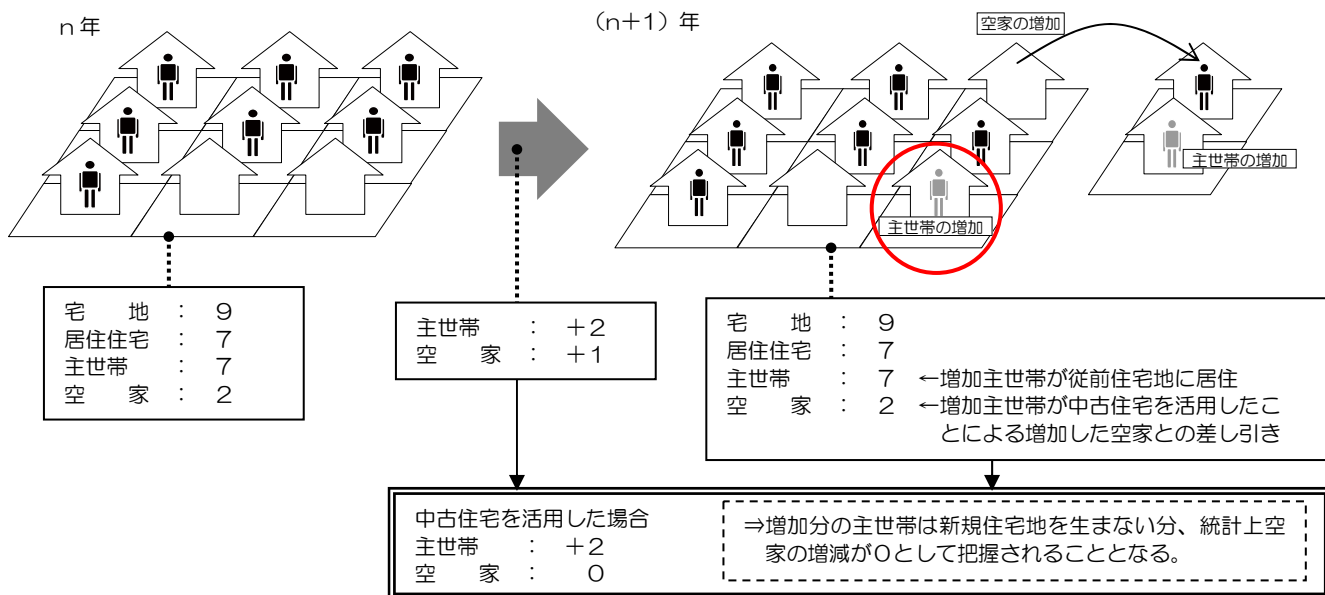 n年
(n+1)年
空家の増加
主世帯の増加
主世帯の増加
宅　　地　：　9
居住住宅　：　7
主世帯　　：　7
空　　家　：　2
主世帯　　：　+2
空　　家　：　+1
宅　　地　：　9
居住住宅　：　7
主世帯　　：　7　←増加主世帯が従前住宅地に居住
空　　家　：　2　←増加主世帯が中古住宅を活用したこ
とによる増加した空家との差し引き
中古住宅を活用した場合
主世帯　　：　+2
空　　家　：　0
⇒増加分の主世帯は新規住宅地を生まない分、統計上空
家の増減が0として把握されることとなる。